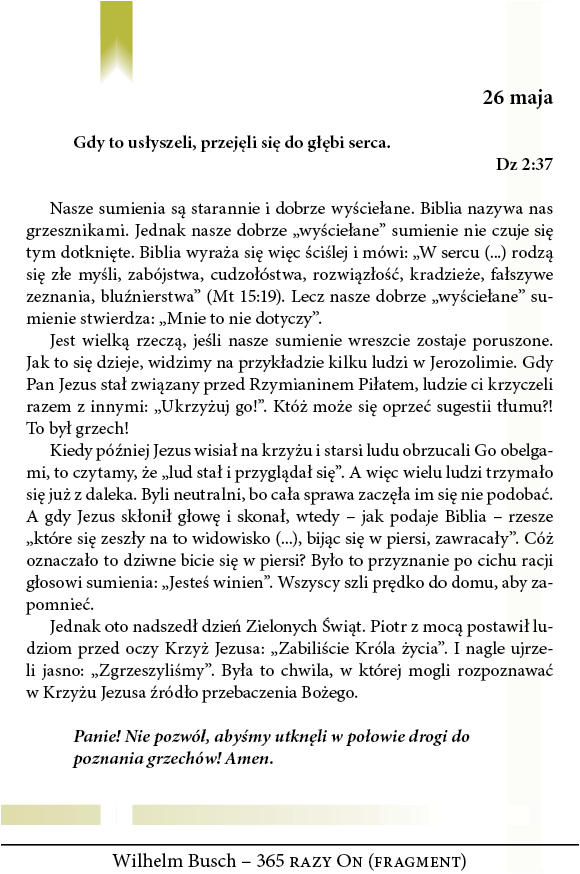 26 maja
Gdy to usłyszeli, przejęli się do głębi serca.
Dz 2:37
Nasze sumienia są starannie i dobrze wyściełane. Biblia nazywa nas
grzesznikami. Jednak nasze dobrze „wyściełane” sumienie nie czuje się
tym dotknięte. Biblia wyraża się więc ściślej i mówi: „W sercu (...) rodzą
się złe myśli, zabójstwa, cudzołóstwa, rozwiązłość, kradzieże, fałszywe
zeznania, bluźnierstwa” (Mt 15:19). Lecz nasze dobrze „wyściełane” su-
mienie stwierdza: „Mnie to nie dotyczy”.
Jest wielką rzeczą, jeśli nasze sumienie wreszcie zostaje poruszone.
Jak to się dzieje, widzimy na przykładzie kilku ludzi w Jerozolimie. Gdy
Pan Jezus stał związany przed Rzymianinem Piłatem, ludzie ci krzyczeli
razem z innymi: „Ukrzyżuj go!”. Któż może się oprzeć sugestii tłumu?!
To był grzech!
Kiedy później Jezus wisiał na krzyżu i starsi ludu obrzucali Go obelga-
mi, to czytamy, że „lud stał i przyglądał się”. A więc wielu ludzi trzymało
się już z daleka. Byli neutralni, bo cała sprawa zaczęła im się nie podobać.
A gdy Jezus skłonił głowę i skonał, wtedy – jak podaje Biblia – rzesze
„które się zeszły na to widowisko (...), bijąc się w piersi, zawracały”. Cóż
oznaczało to dziwne bicie się w piersi? Było to przyznanie po cichu racji
głosowi sumienia: „Jesteś winien”. Wszyscy szli prędko do domu, aby za-
pomnieć.
Jednak oto nadszedł dzień Zielonych Świąt. Piotr z mocą postawił lu-
dziom przed oczy Krzyż Jezusa: „Zabiliście Króla życia”. I nagle ujrze-
li jasno: „Zgrzeszyliśmy”. Była to chwila, w której mogli rozpoznawać
w Krzyżu Jezusa źródło przebaczenia Bożego.
Panie! Nie pozwól, abyśmy utknęli w połowie drogi do
poznania grzechów! Amen.
Wilhelm Busch – 365 razy On (fragment)